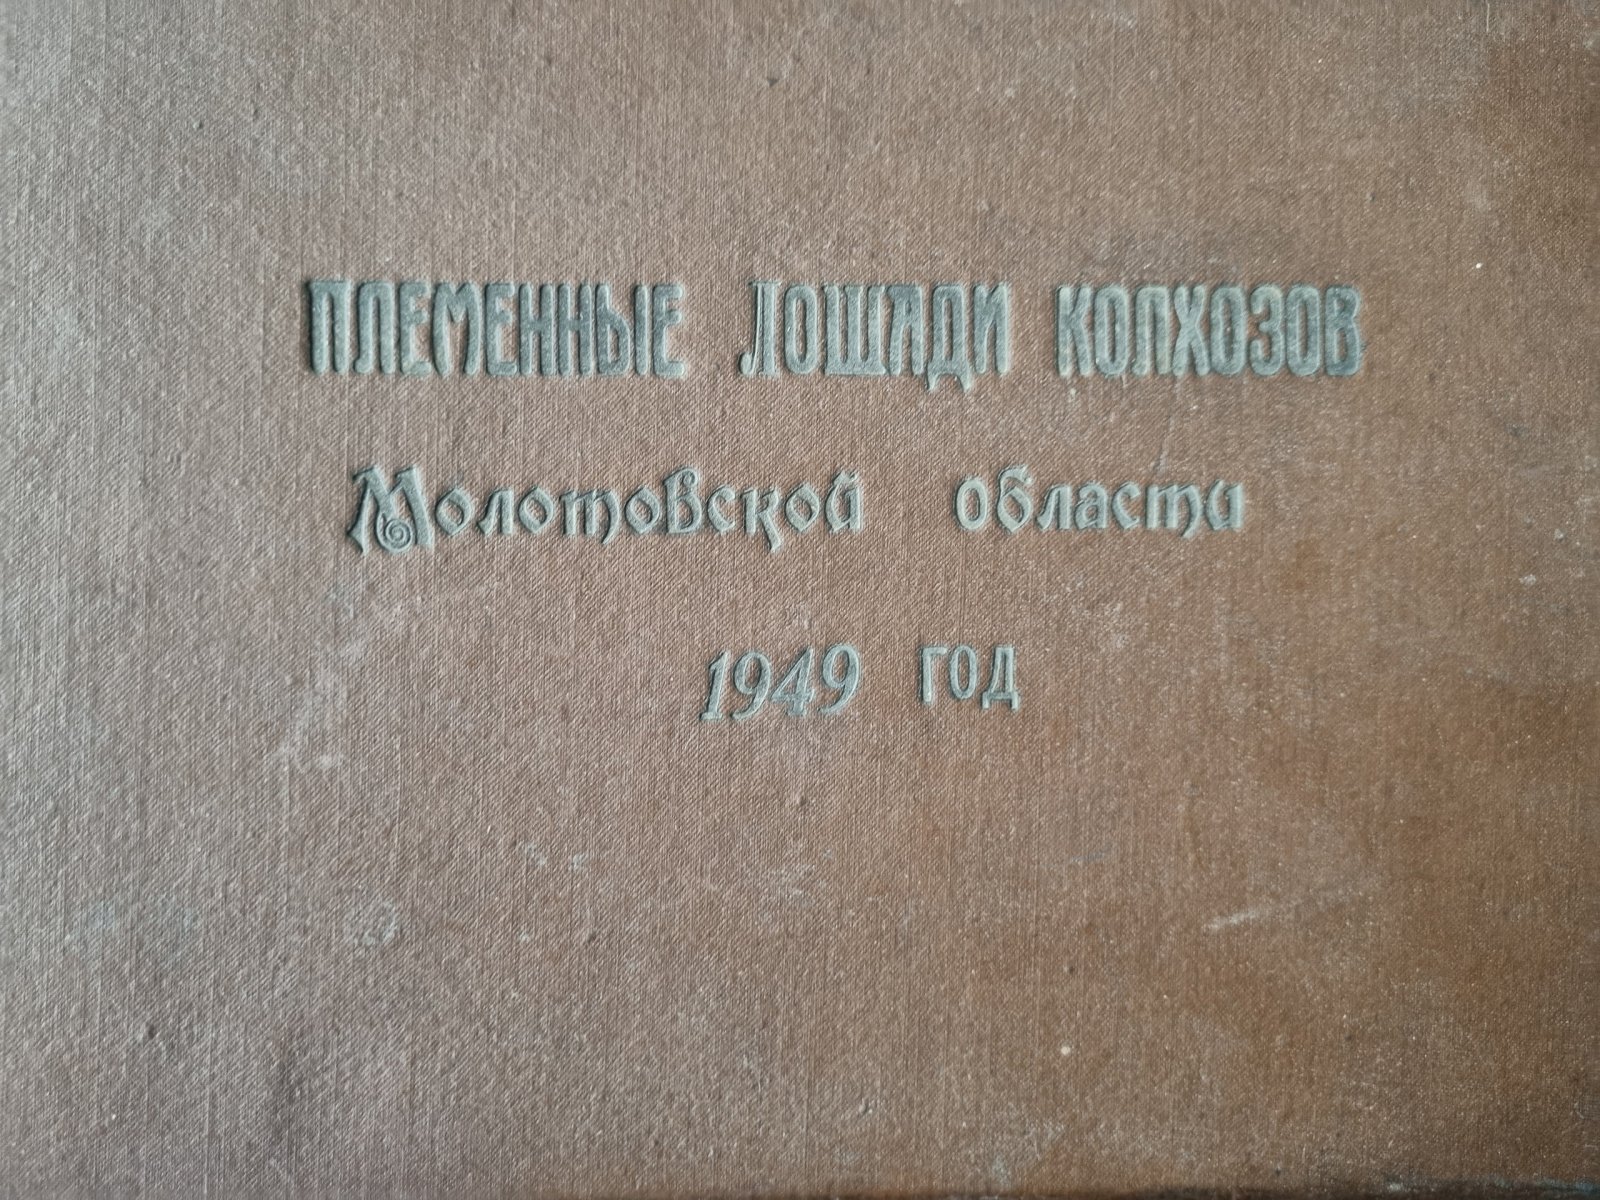 ПЛЕМЕННЫЕ ЛОШАДИ КОЛХОЗОВ
Молотовской области
1949 ГОД